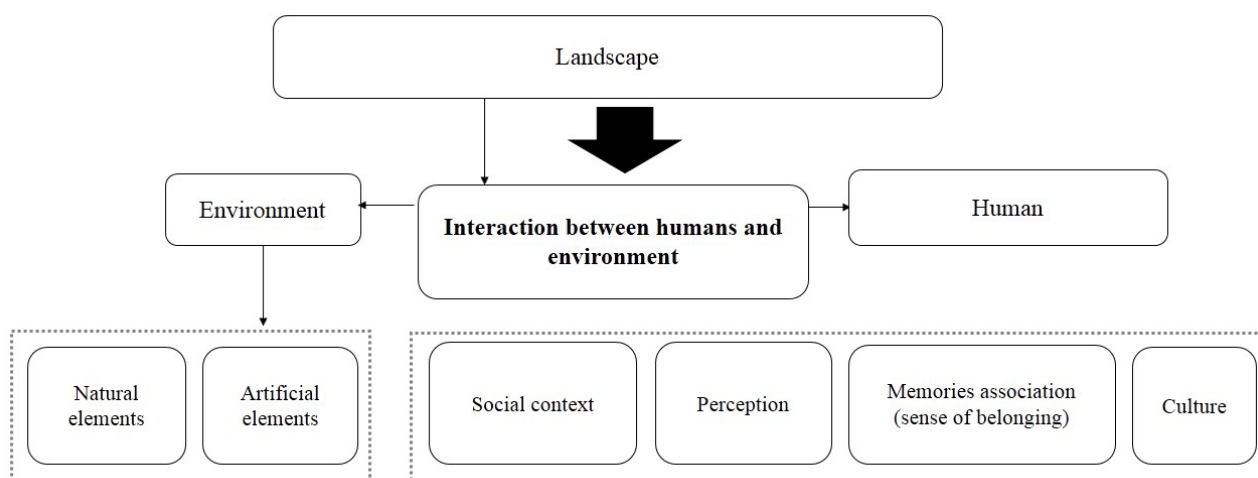 Landscape
Environment
Interaction between humans and
environment
Human
Natural
elements
Artificial
elements
Social context
Perception
Memories association
(sense of belonging)
Culture